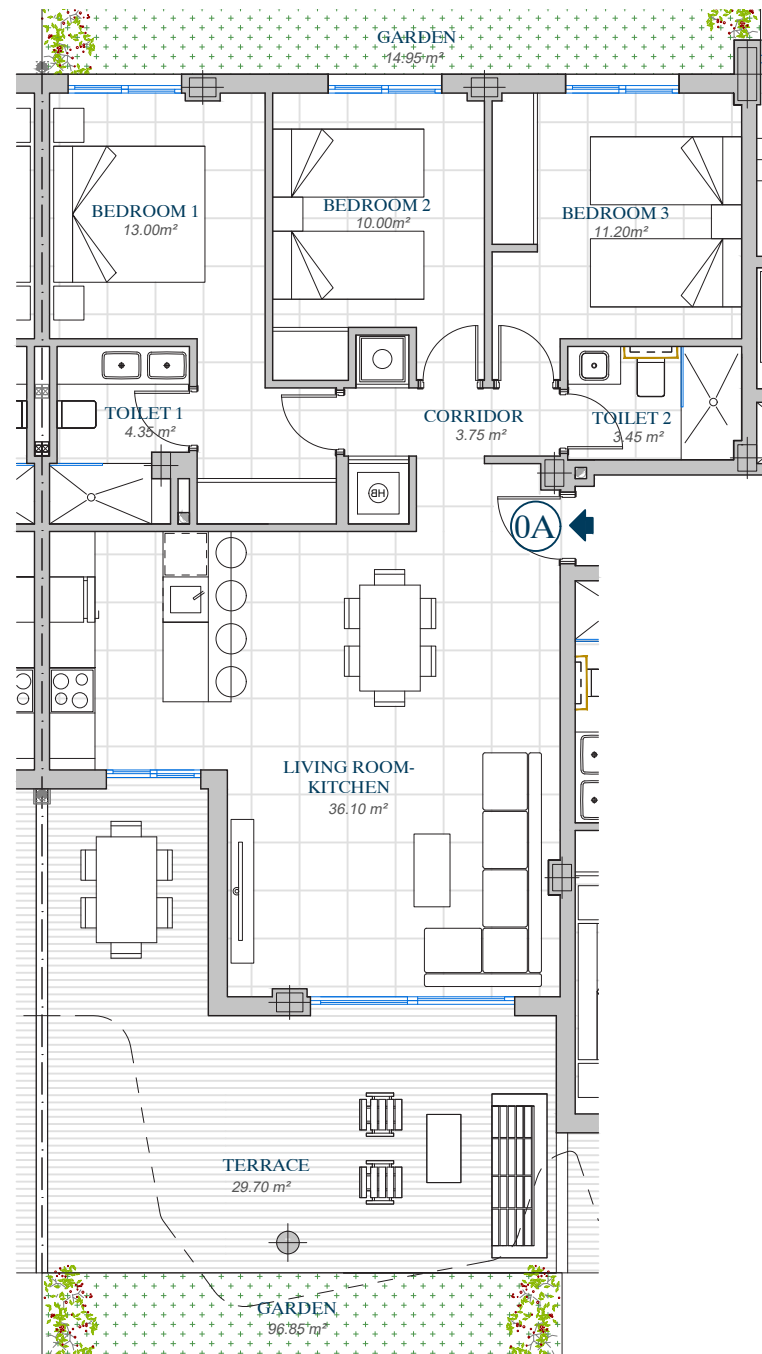 GARDEN
14.95 m²
BEDROOM 1
13.00m²
BEDROOM 2
10.00m²
BEDROOM 3
11.20m²
TOILET 1
4.35 m²
CORRIDOR
3.75 m²
TOILET 2
3.45 m²
HB
0A
LIVING ROOM-
KITCHEN
36.10 m²
TERRACE
29.70 m²
GARDEN
96.85 m²